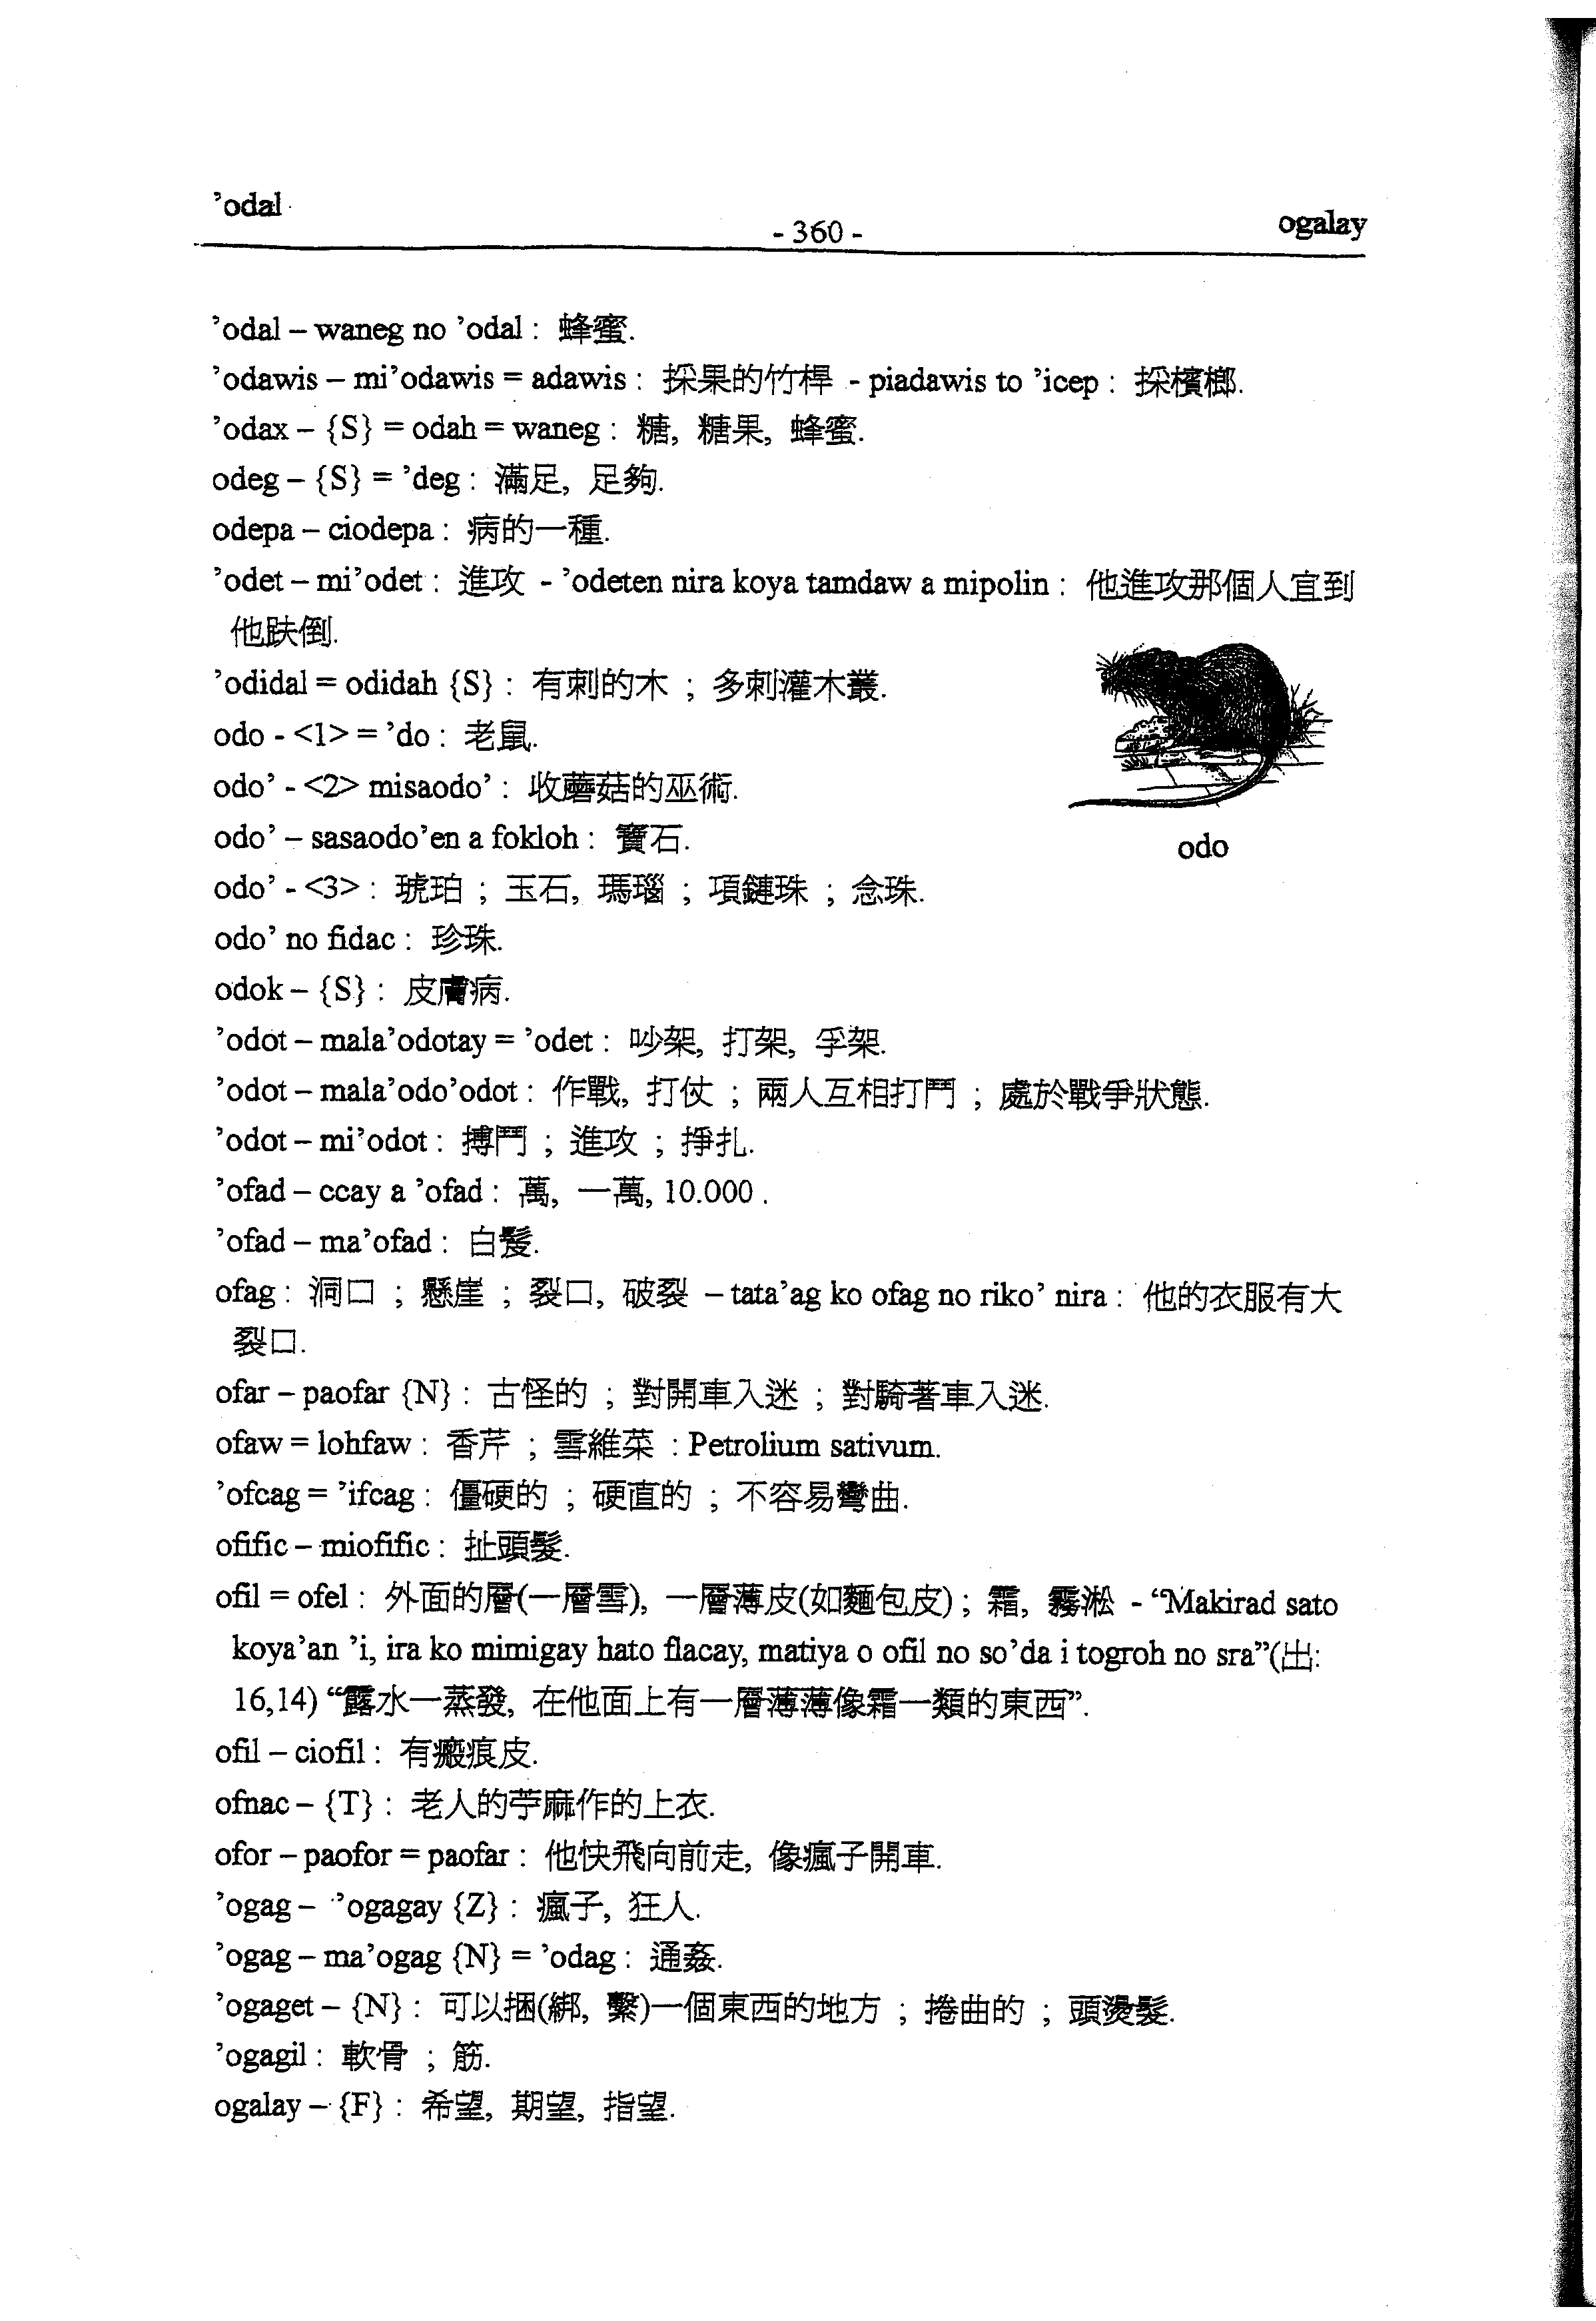 ’odal
- 360 -
ogalay
’odal – waneg no ’odal : 蜂蜜.
’odawis – mi’odawis = adawis : 採果的竹桿 - piadawis to ’icep : 採檳榔.
’odax – {S} = odah = waneg : 糖, 糖果, 蜂蜜.
odeg – {S} = ’deg : 滿足, 足夠.
odepa – ciodepa : 病的一種.
’odet – mi’odet : 進攻 - ’odeten nira koya tamdaw a mipolin : 他進攻那個人宜到
他趺倒.
’odidal = odidah {S} : 有刺的木 ; 多刺灌木叢.
odo - <1> = ’do : 老鼠.
odo’ - <2> misaodo’ : 收蘑菇的巫術.
odo’ – sasaodo’en a fokloh : 寶石.
odo
odo’ - <3> : 琥珀 ; 玉石, 瑪瑙 ; 項鏈珠 ; 念珠.
odo’ no fidac : 珍珠.
odok – {S} : 皮膚病.
’odot – mala’odotay = ’odet : 吵架, 打架, 爭架.
’odot – mala’odo’odot : 作戰, 打仗 ; 兩人互相打鬥 ; 處於戰爭狀態.
’odot – mi’odot : 搏鬥 ; 進攻 ; 掙扎.
’ofad – ccay a ’ofad : 萬, 一萬, 10.000 .
’ofad – ma’ofad : 白髮.
ofag : 洞口 ; 懸崖 ; 裂口, 破裂 – tata’ag ko ofag no riko’ nira : 他的衣服有大
裂口.
ofar – paofar {N} : 古怪的 ; 對開車入迷 ; 對騎著車入迷.
ofaw = lohfaw : 香芹 ; 雪維菜 : Petrolium sativum.
’ofcag = ’ifcag : 僵硬的 ; 硬直的 ; 不容易彎曲.
ofific – miofific : 扯頭髮.
ofil = ofel : 外面的層(一層雪), 一層薄皮(如麵包皮) ; 霜, 霧淞 - “Makirad sato
koya’an ’i, ira ko mimigay hato flacay, matiya o ofil no so’da i togroh no sra”(出:
16,14) “露水一蒸發, 在他面上有一層薄薄像霜一類的東西”.
ofil – ciofil : 有瘢痕皮.
ofnac – {T} : 老人的苧麻作的上衣.
ofor – paofor = paofar : 他快飛向前走, 像瘋子開車.
’ogag – ’ogagay {Z} : 瘋子, 狂人.
’ogag – ma’ogag {N} = ’odag : 通姦.
’ogaget – {N} : 可以捆(綁, 繫)一個東西的地方 ; 捲曲的 ; 頭燙髮.
’ogagil : 軟骨 ; 筋.
ogalay – {F} : 希望, 期望, 指望.